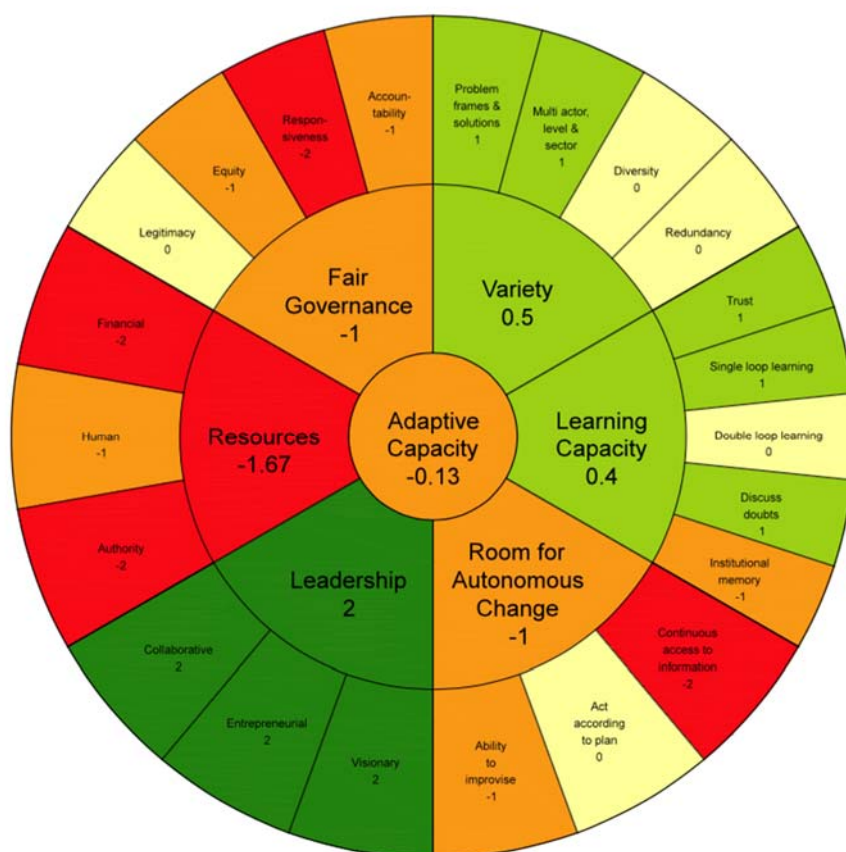 Adaptive
Capacity
-0.13
Variety
0.5
Learning
Capacity
0.4
Room for
Autonomous
Change
-1
Leadership
2
Resources
-1.67
Fair
Governance
-1
Problem
frames &
solutions
1
Multi actor,
level &
sector
1
Diversity
0
Redundancy
0
Trust
1
Single loop learning
1
Double loop learning
0
Discuss
doubts
1
Institutional
memory
-1
Continuous
access to
information
-2
Act
according
to plan
0
Ability
to
improvise
-1
Visionary
2
Entrepreneurial
2
Collaborative
2
Authority
-2
Human
-1
Financial
-2
Legitimacy
0
Equity
-1
Respon-
siveness
-2
Accoun-
tability
-1